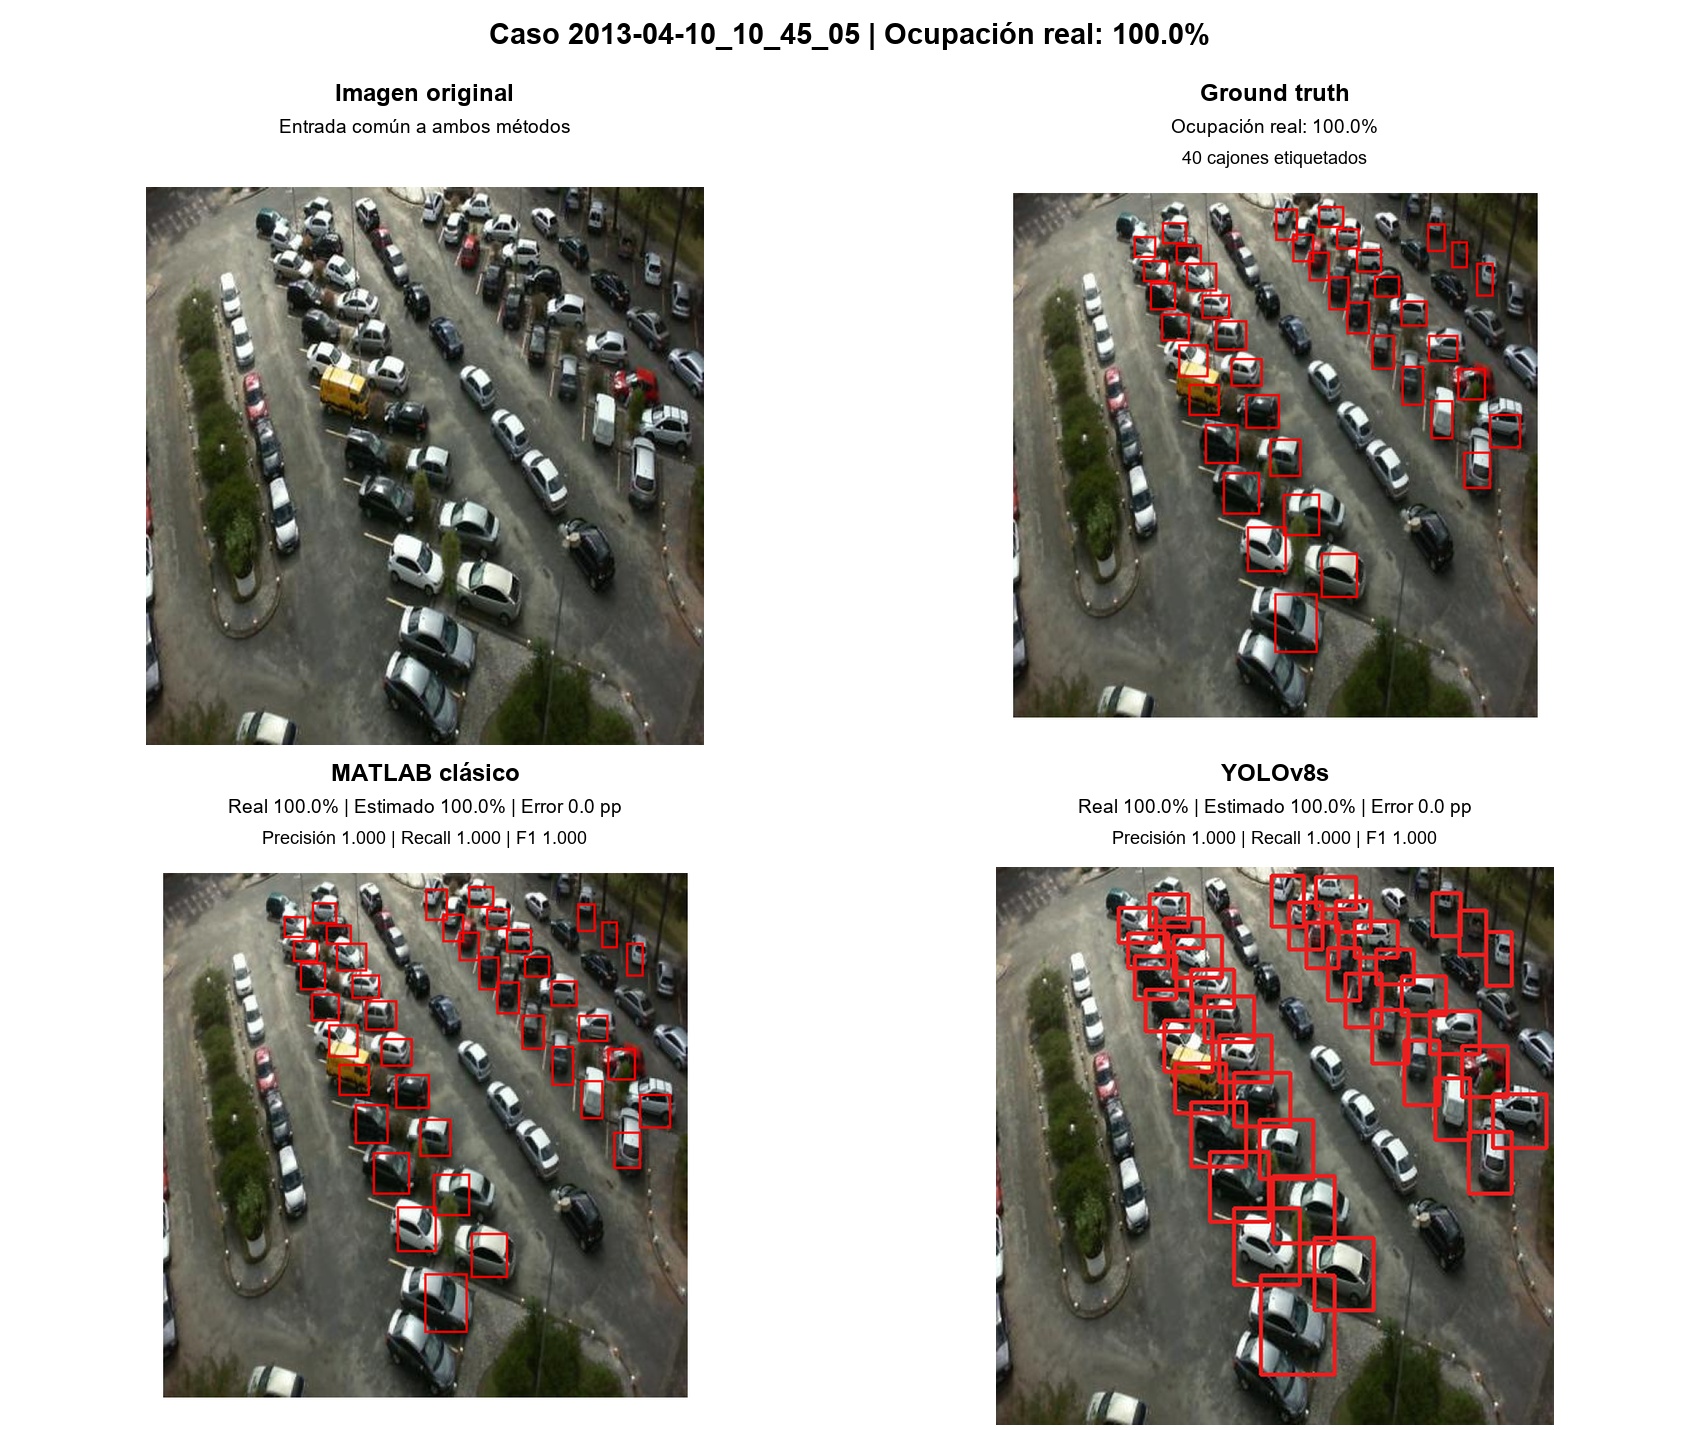 Caso 2013-04-10_10_45_05 | Ocupación real: 100.0%
Imagen original
Entrada común a ambos métodos
Ground truth
Ocupación real: 100.0%
40 cajones etiquetados
MATLAB clásico
Real 100.0% | Estimado 100.0% | Error 0.0 pp
Precisión 1.000 | Recall 1.000 | F1 1.000
YOLOv8s
Real 100.0% | Estimado 100.0% | Error 0.0 pp
Precisión 1.000 | Recall 1.000 | F1 1.000